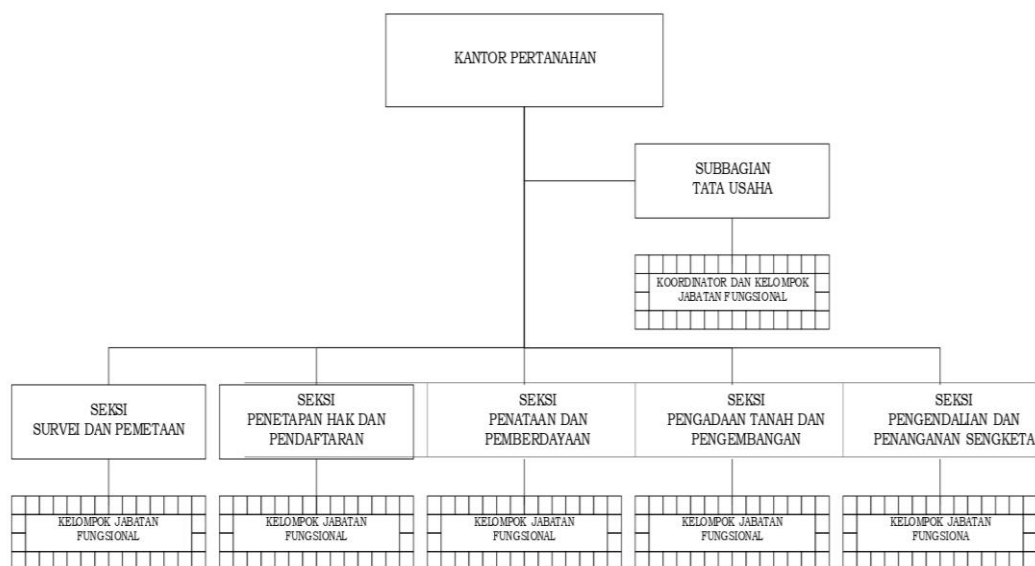 KANTOR PERTANAHAN
SUBBAGIAN
TATA USAHA
KOORDINATOR DAN KELOMPOK
JABATAN FUNGSIONAL
SEKSI
SURVEI DAN PEMETAAN
SEKSI
PENETAPAN HAK DAN
PENDAFTARAN
SEKSI
PENATAAN DAN
PEMBERDAYAAN
SEKSI
PENGADAAN TANAH DAN
PENGEMBANGAN
SEKSI
PENGENDALIAN DAN
PENANGANAN SENGKETA
KELOMPOK JABATAN
FUNGSIONAL
KELOMPOK JABATAN
FUNGSIONAL
KELOMPOK JABATAN
FUNGSIONAL
KELOMPOK JABATAN
FUNGSIONAL
KELOMPOK JABATAN
FUNGSIONA